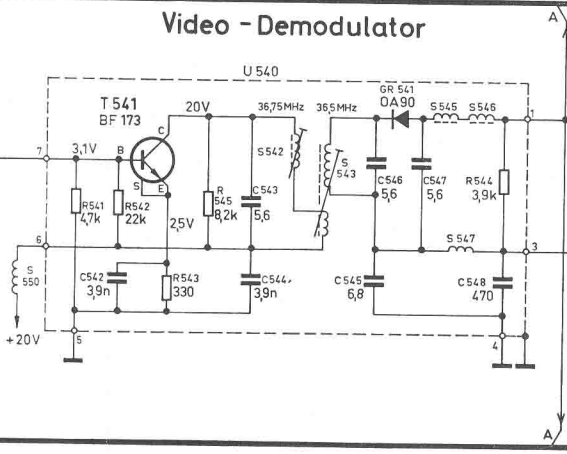 Video – Demodulator
A
U 540
GR 541
OA90
T 541
BF 173
20V
36,75MHz
36,5MHz
S545
S546
1
C
7
3,1V
B
S542
S
543
S
E
R541
4,7k
R542
22k
2,5V
R
545
8,2k
C543
5,6
C546
5,6
C547
5,6
R544
3,9k
6
S547
3
S
550
C542
3,9n
R543
330
C544
3,9n
C545
6,8
C548
470
+20V
5
4
A